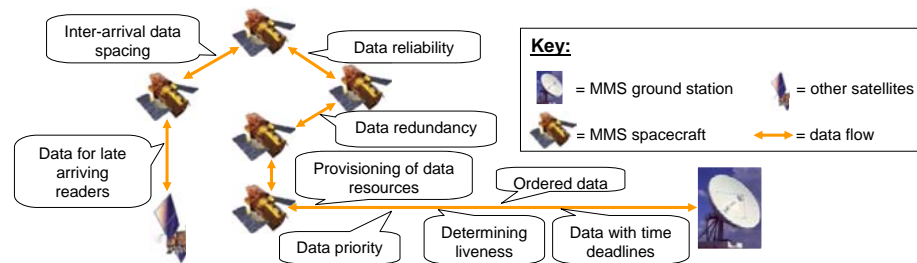 Inter-arrival data
spacing
Data reliability
Data redundancy
Data for late
arriving
readers
Provisioning of data
resources
Ordered data
Data priority
Determining
liveness
Data with time
deadlines
Key:
= MMS ground station
= other satellites
= MMS spacecraft
= data flow